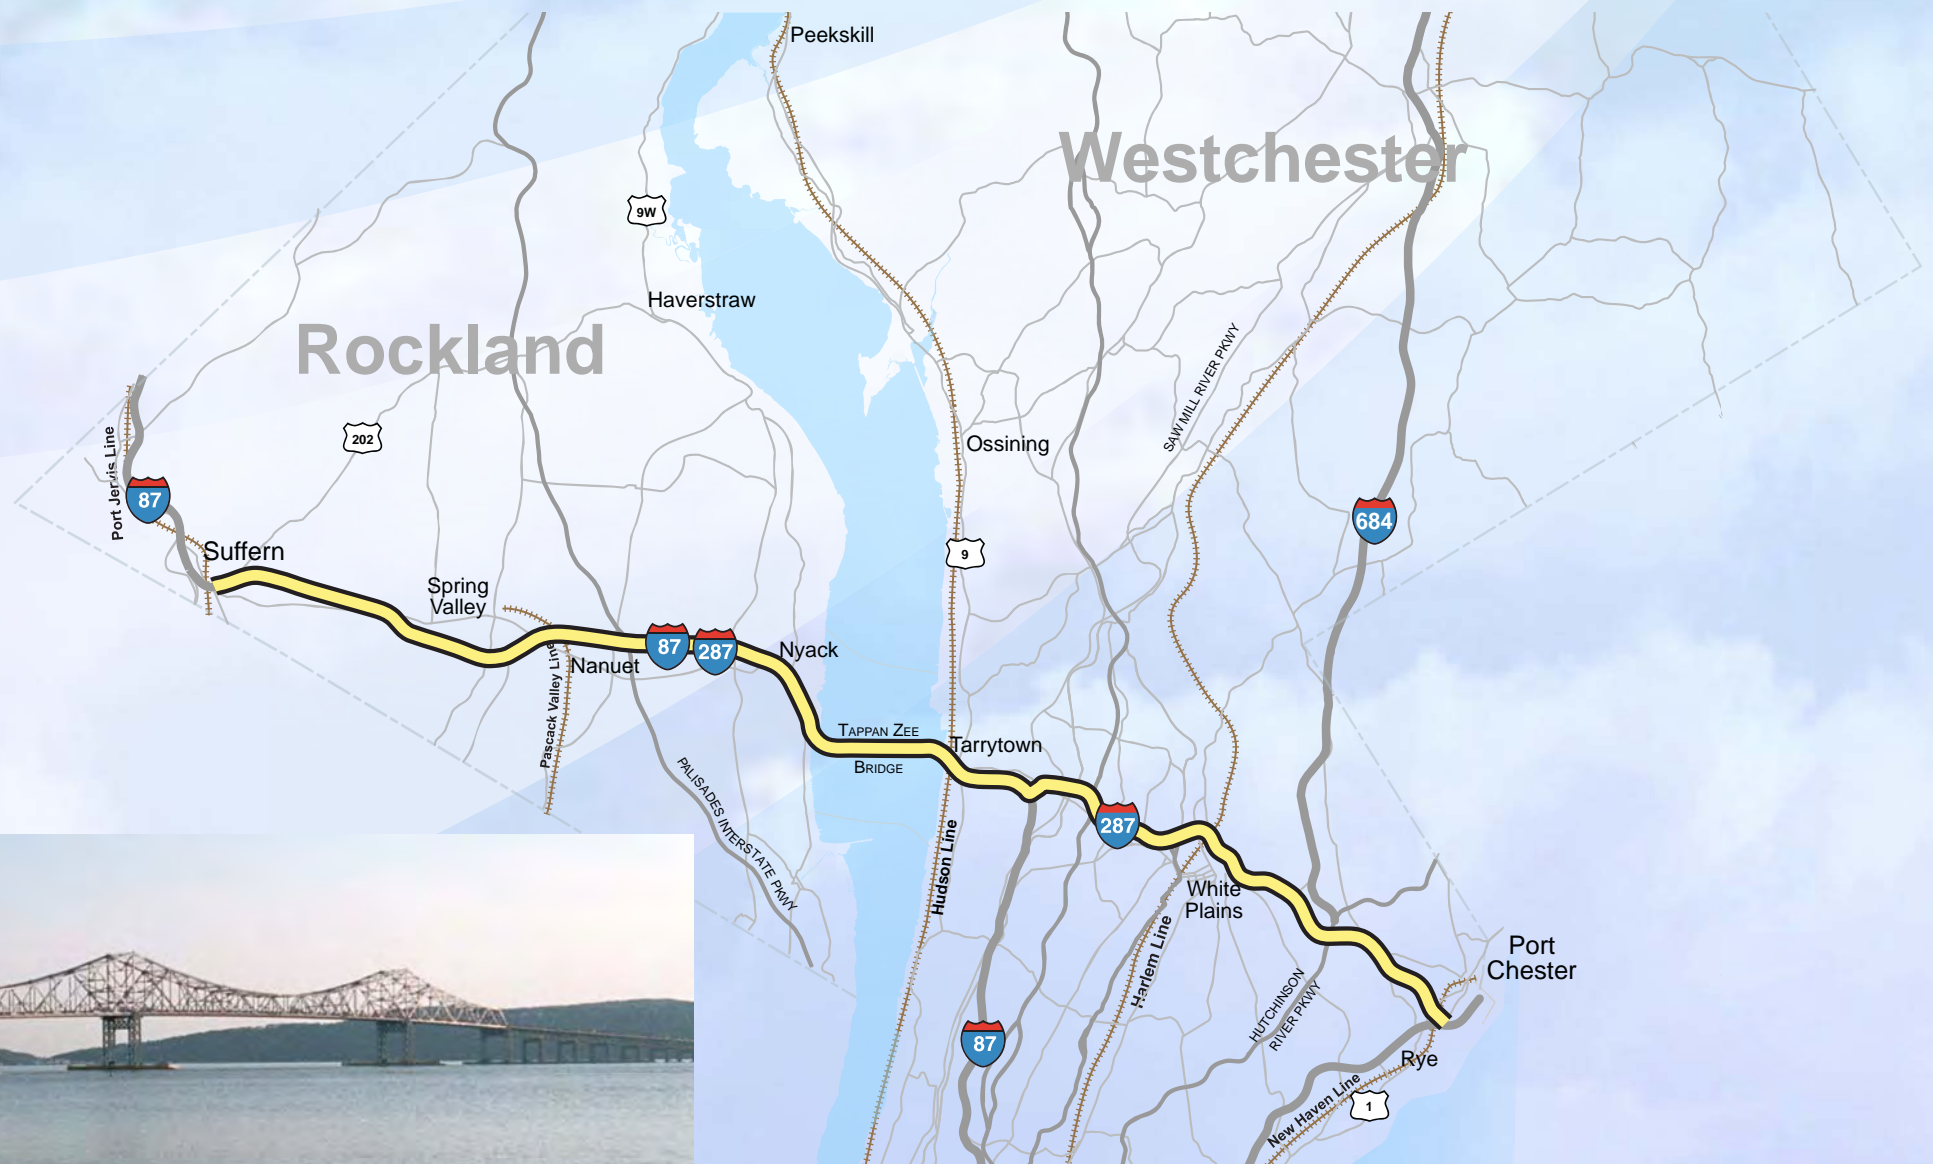 Peekskill
Westchester
9W
Haverstraw
Rockland
SAW MILL RIVER PKWY
202
Ossining
Port Jervis Line
87
684
Suffern
9
Spring
Valley
87
287
Nyack
Nanuet
Pascack Valley Line
TAPPAN ZEE
BRIDGE
Tarrytown
PALISADES INTERSTATE PKWY
287
Hudson Line
White
Plains
Harlem Line
Port
Chester
HUTCHINSON
RIVER PKWY
87
Rye
New Haven Line
1